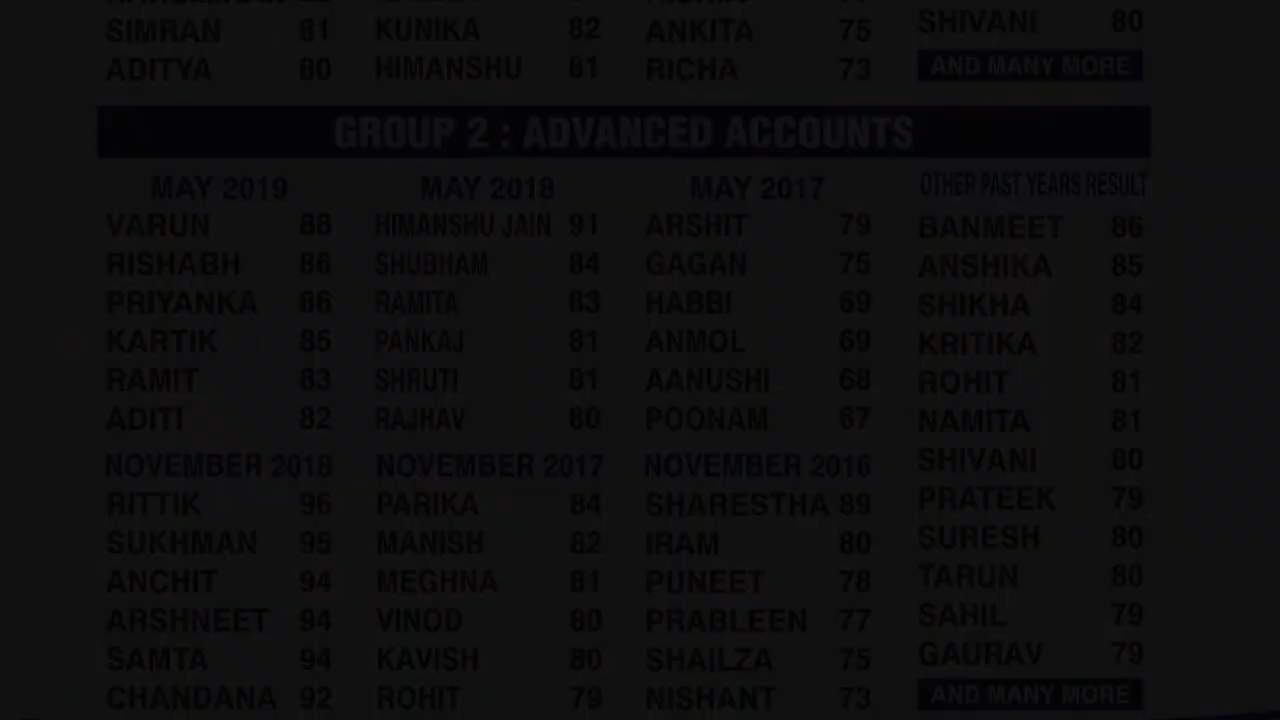 SIMRAN 81 KUNIKA 82 ANKITA 75 SHIVANI 80
ADITYA 80 HIMANSHU 81 RICHA 73 AND MANY MORE
GROUP 2 : ADVANCED ACCOUNTS
MAY 2019 MAY 2018 MAY 2017 OTHER PAST YEARS RESULT
VARUN 88 HIMANSHU JAIN 91 ARSHIT 79 BANMEET 86
RISHABH 86 SHUBHAM 84 GAGAN 75 ANSHIKA 85
PRIYANKA 86 RAMITA 83 HABBI 69 SHIKHA 84
KARTIK 85 PANKAJ 81 ANMOL 69 KRITIKA 82
RAMIT 83 SHRUTI 81 AANUSHI 68 ROHIT 81
ADITI 82 RAJHAV 80 POONAM 67 NAMITA 81
NOVEMBER 2018 NOVEMBER 2017 NOVEMBER 2016 SHIVANI 80
RITTIK 96 PARIKA 84 SHARESTHA 89 PRATEEK 79
SUKHMAN 95 MANISH 82 IRAM 80 SURESH 80
ANCHIT 94 MEGHNA 81 PUNEET 78 TARUN 80
ARSHNEET 94 VINOD 80 PRABLEEN 77 SAHIL 79
SAMTA 94 KAVISH 80 SHAILZA 75 GAURAV 79
CHANDANA 92 ROHIT 79 NISHANT 73 AND MANY MORE